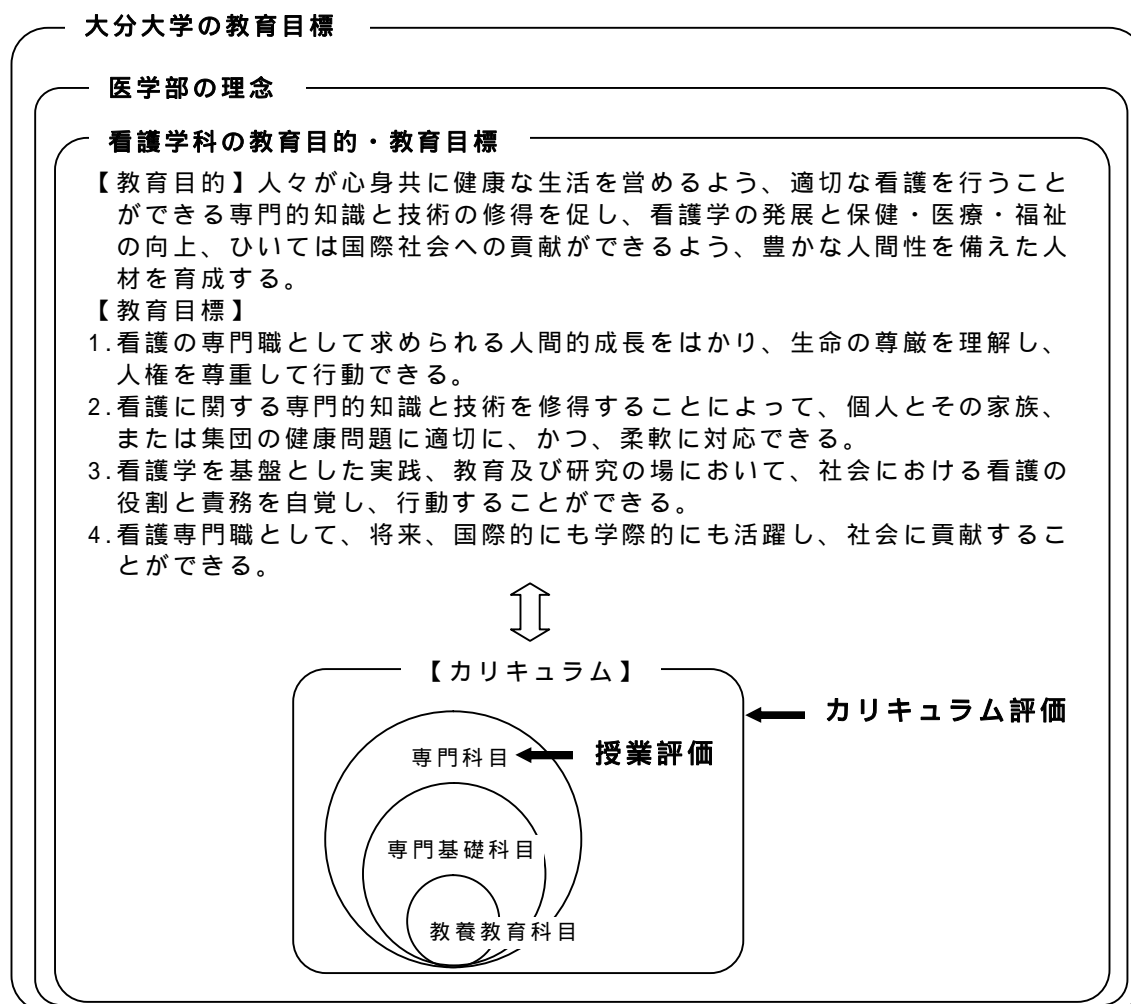 大分大学の教育目標
医学部の理念
看護学科の教育目的・教育目標
【教育目的】人々が心身共に健康な生活を営めるよう、適切な看護を行うこと
ができる専門的知識と技術の修得を促し、看護学の発展と保健・医療・福祉
の向上、ひいては国際社会への貢献ができるよう、豊かな人間性を備えた人
材を育成する。
【教育目標】
1.看護の専門職として求められる人間的成長をはかり、生命の尊厳を理解し、
人権を尊重して行動できる。
2.看護に関する専門的知識と技術を修得することによって、個人とその家族、
または集団の健康問題に適切に、かつ、柔軟に対応できる。
3.看護学を基盤とした実践、教育及び研究の場において、社会における看護の
役割と責務を自覚し、行動することができる。
4.看護専門職として、将来、国際的にも学際的にも活躍し、社会に貢献するこ
とができる。
【カリキュラム】
カリキュラム評価
専門科目
授業評価
専門基礎科目
教養教育科目